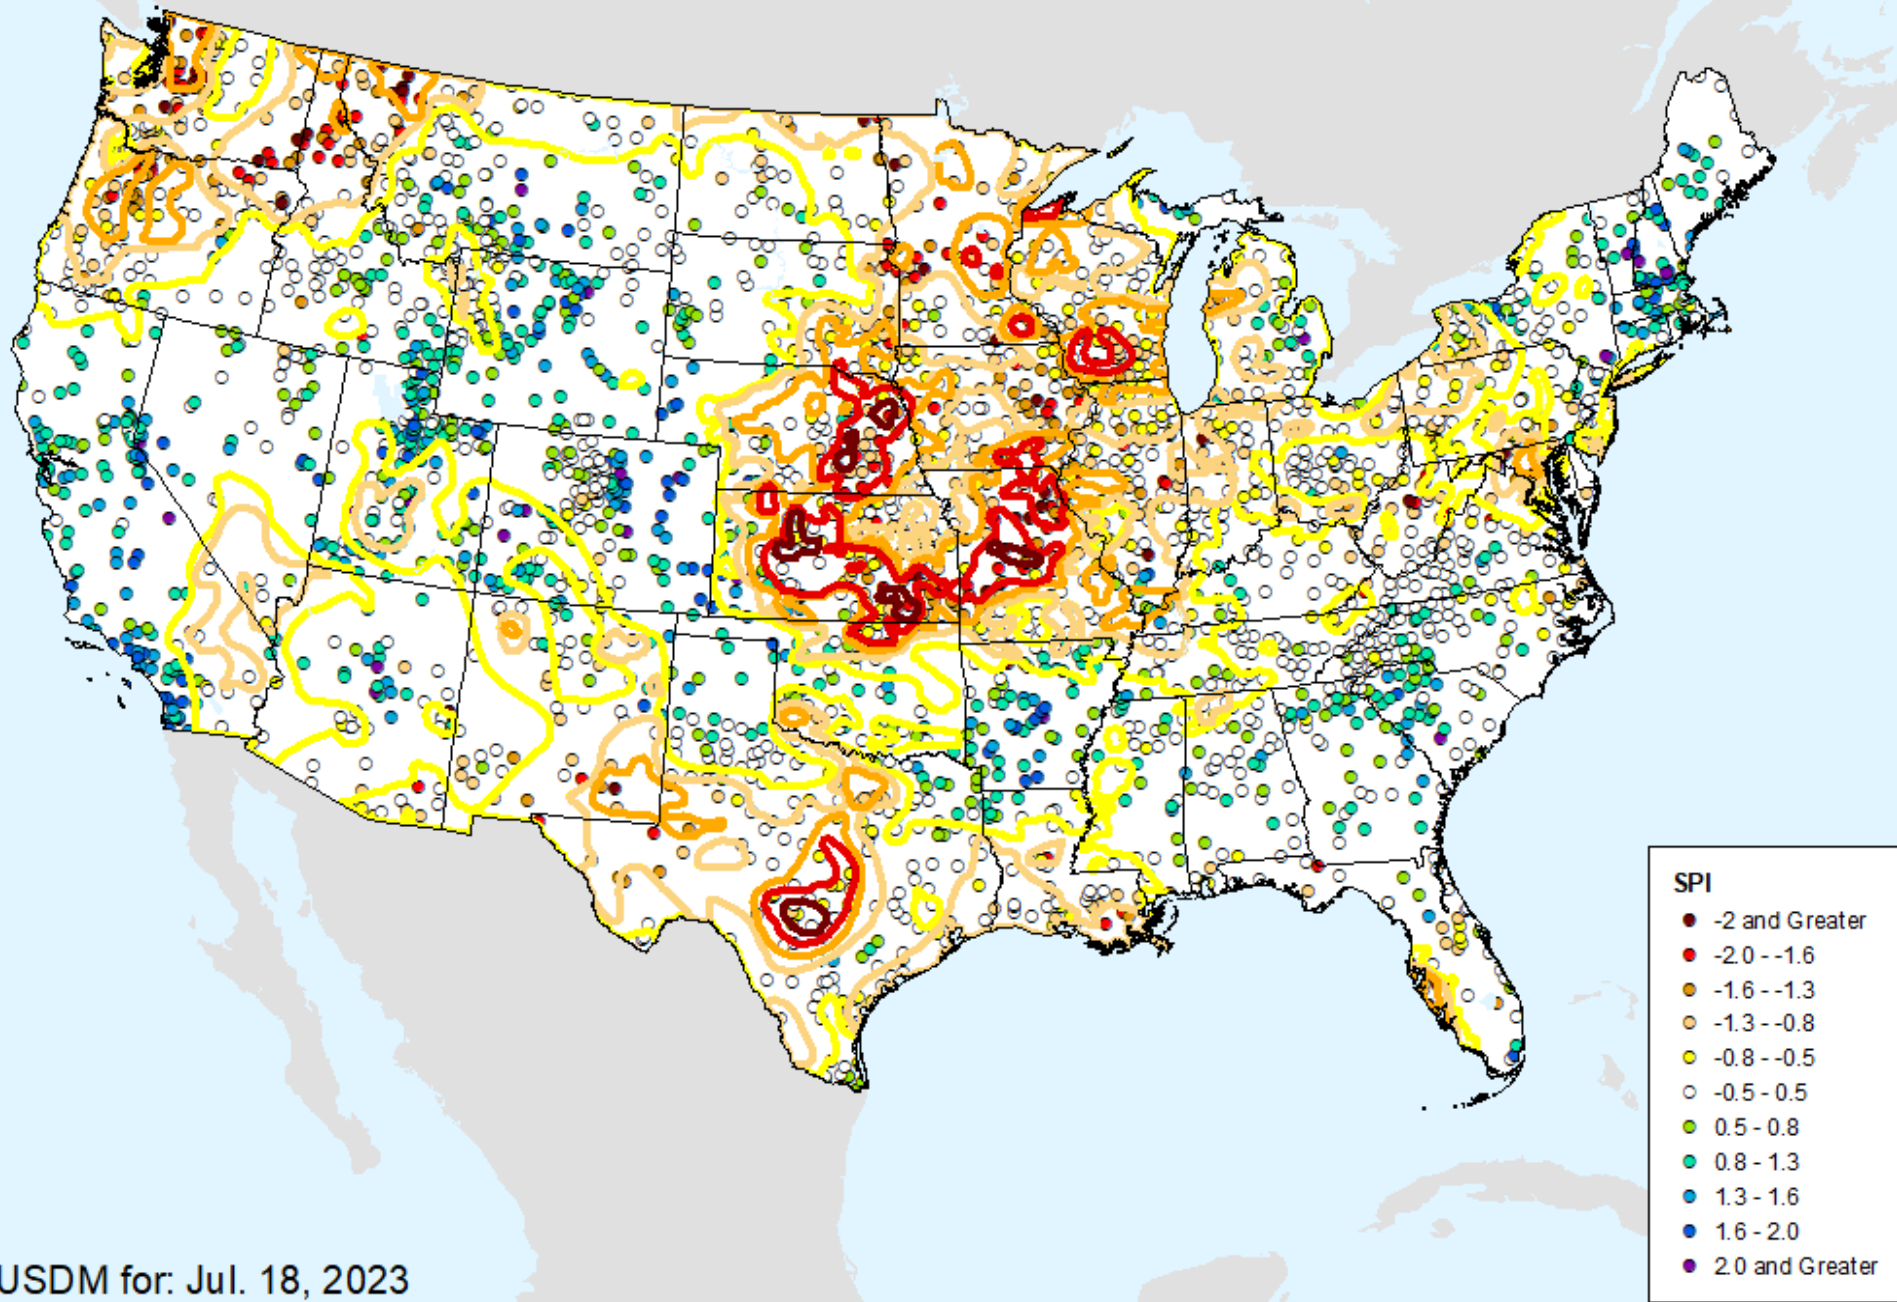 SPI
-2 and Greater
-2.0 - -1.6
-1.6 - -1.3
-1.3 - -0.8
-0.8 - -0.5
-0.5 - 0.5
0.5 - 0.8
0.8 - 1.3
1.3 - 1.6
1.6 - 2.0
2.0 and Greater
USDM for: Jul. 18, 2023